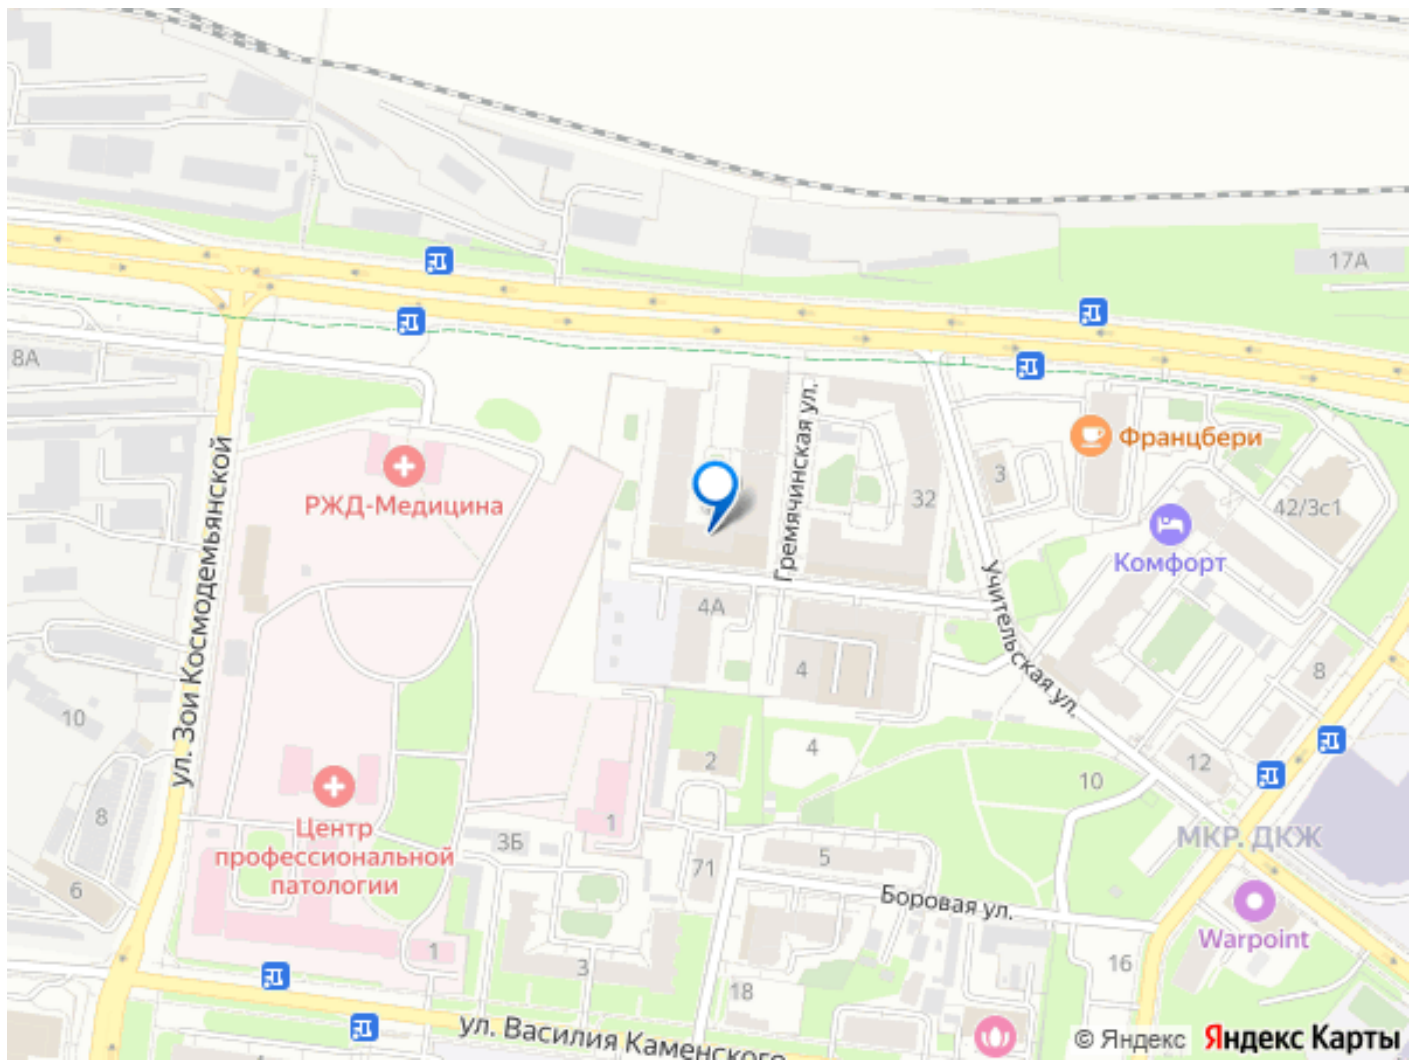 17А
8А
Гремячинская ул.
Францбери
РЖД-Медицина
3
32
42/3с1
Комфорт
ул. Зои Космодемьянской
4А
Учительская ул.
4
8
10
4
2
12
10
8
Центр
профессиональной
патологии
1
3Б
71
5
МКР. ДКЖ
6
Боровая ул.
Warpoint
1
3
16
18
ул. Василия Каменского
© Яндекс Яндекс Карты